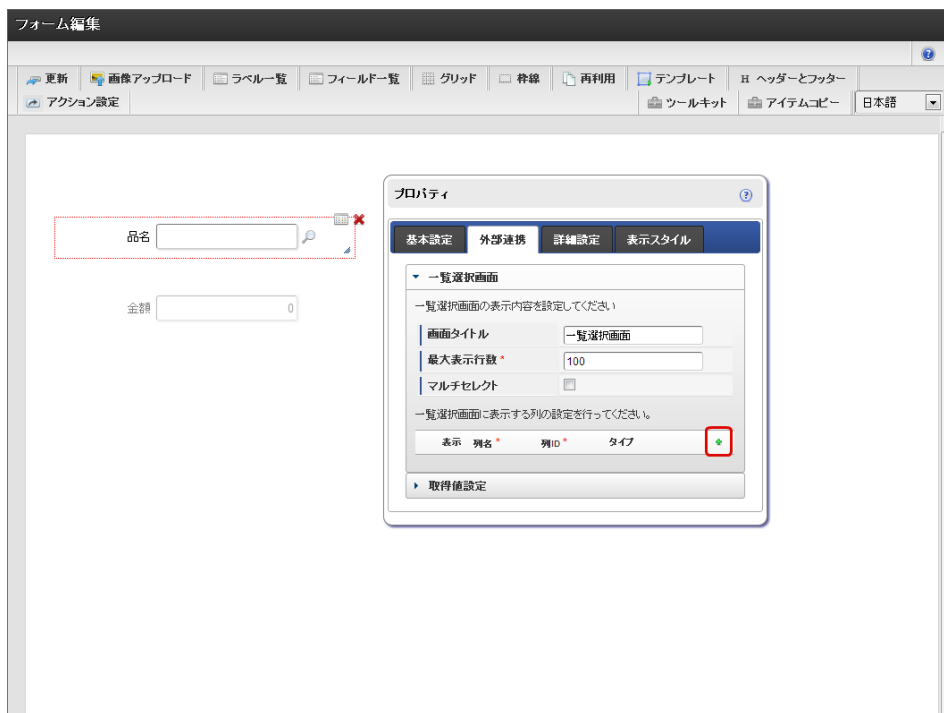 フォーム編集
更新 画像アップロード ラベル一覧 フィールド一覧 グリッド 枠線 再利用 テンプレート H ヘッダーとフッター
アクション設定 ツールキット アイテムコピー 日本語
プロパティ
品名
基本設定 外部連携 詳細設定 表示スタイル
一覧選択画面
一覧選択画面の表示内容を設定してください
金額 0
画面タイトル 一覧選択画面
最大表示行数* 100
マルチセレクト
一覧選択画面に表示する列の設定を行ってください。
表示 列名* 列ID* タイプ
取得値設定